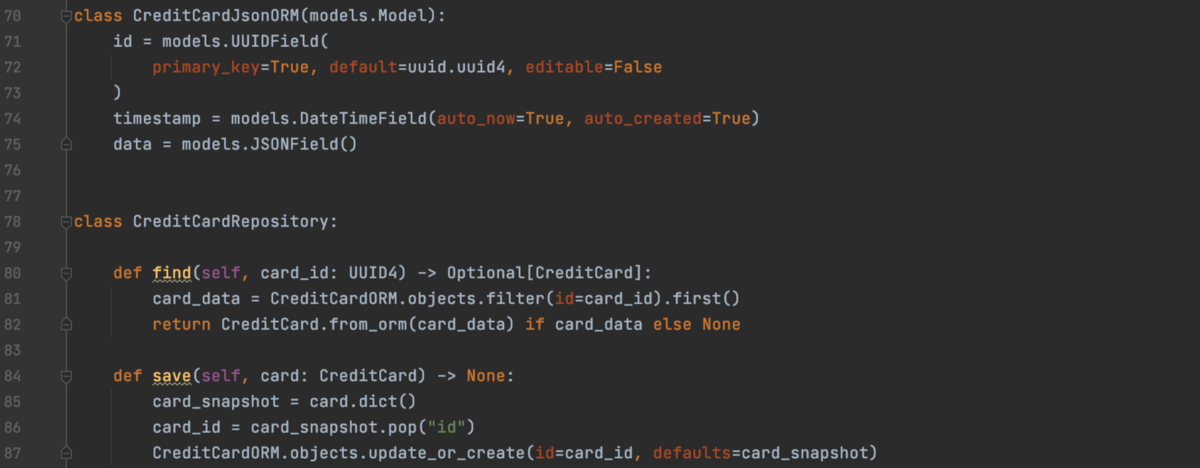 70 class CreditCardJsonORM(models.Model):
71     id = models.UUIDField(
72         primary_key=True, default=uuid.uuid4, editable=False
73     )
74     timestamp = models.DateTimeField(auto_now=True, auto_created=True)
75     data = models.JSONField()
76
77
78 class CreditCardRepository:
79
80     def find(self, card_id: UUID4) -> Optional[CreditCard]:
81         card_data = CreditCardORM.objects.filter(id=card_id).first()
82         return CreditCard.from_orm(card_data) if card_data else None
83
84     def save(self, card: CreditCard) -> None:
85         card_snapshot = card.dict()
86         card_id = card_snapshot.pop("id")
87         CreditCardORM.objects.update_or_create(id=card_id, defaults=card_snapshot)